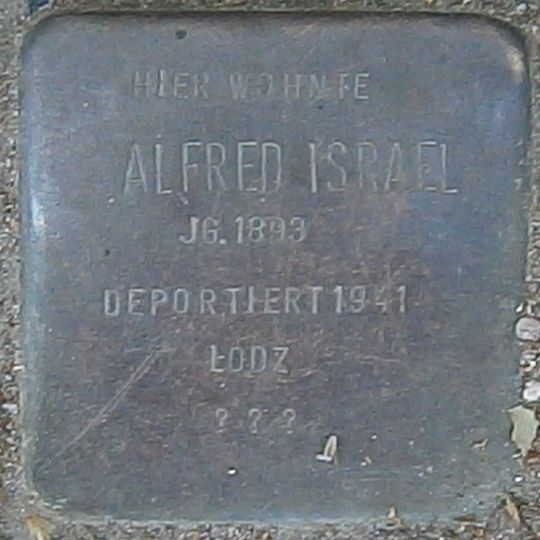 HIER WOHNTE
ALFRED ISRAEL
JG. 1893
DEPORTIERT 1941
ŁODZ
? ? ?